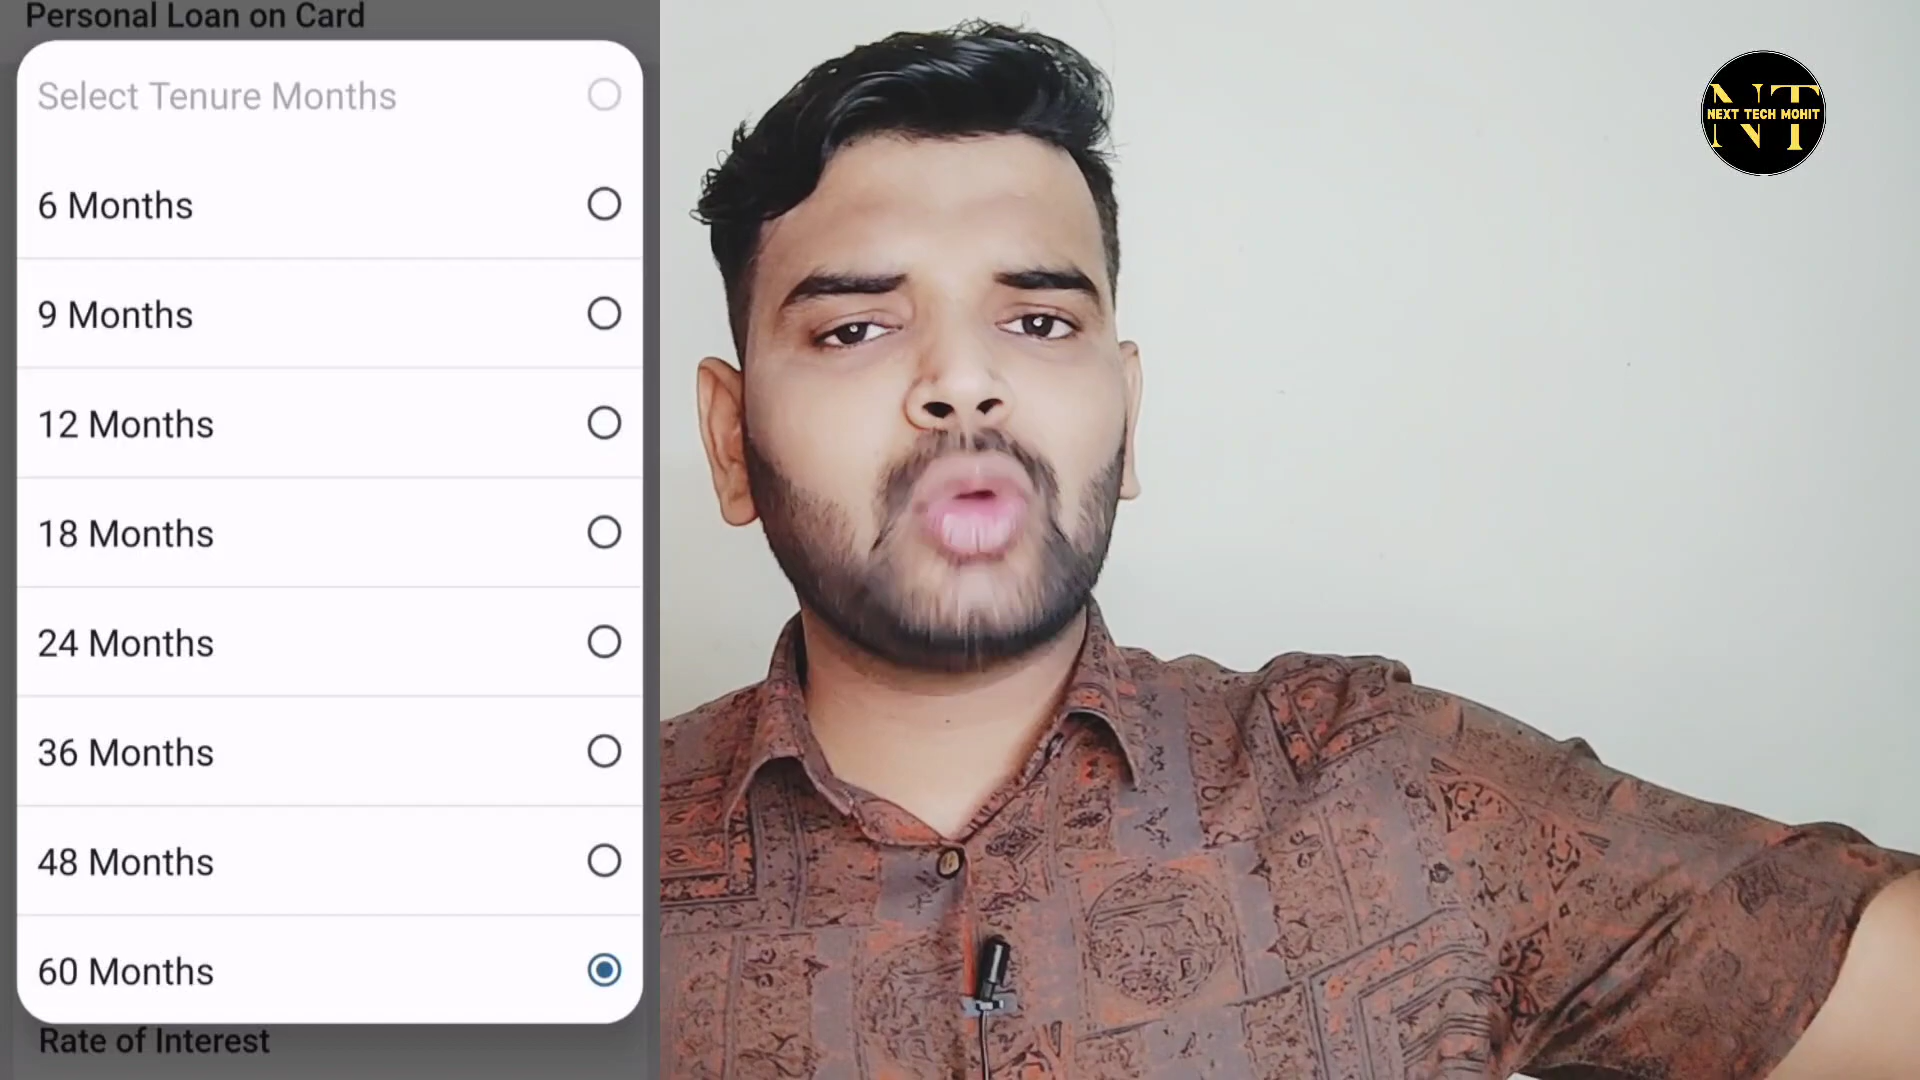 Personal Loan on Card
Select Tenure Months
6 Months
9 Months
12 Months
18 Months
24 Months
36 Months
48 Months
60 Months
Rate of Interest
NT
NEXT TECH MOHIT